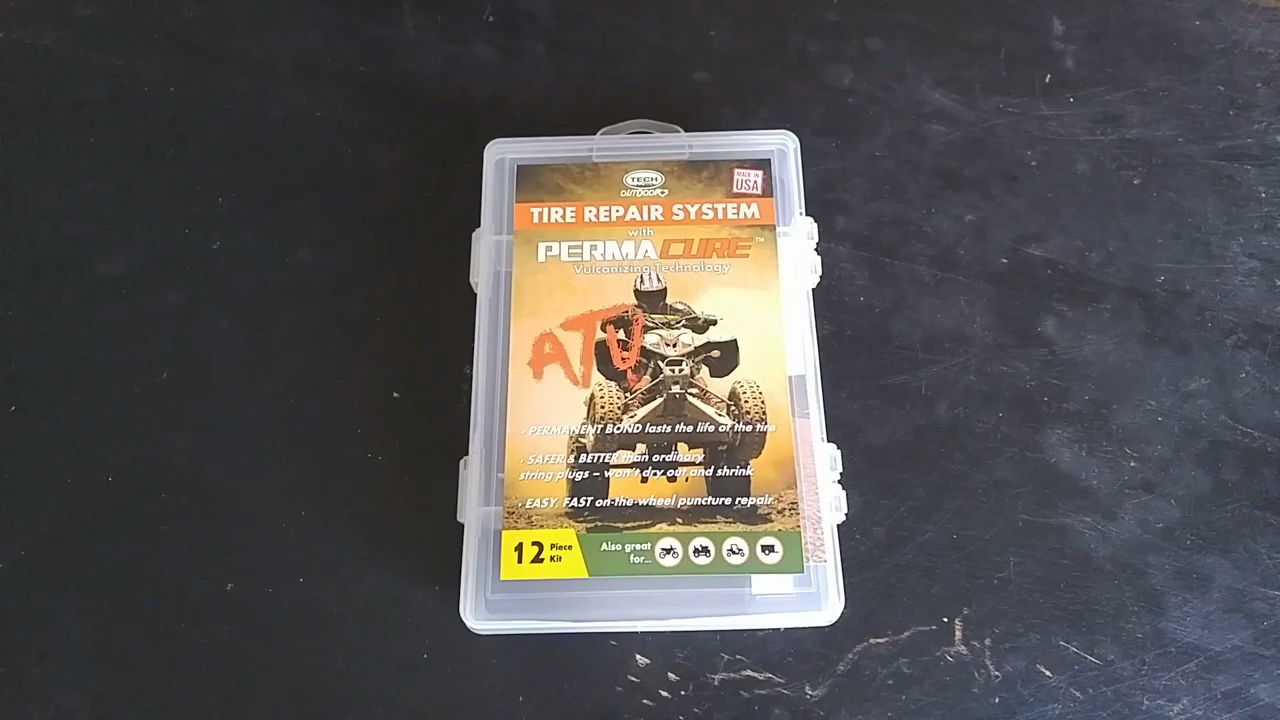 TECH
OUTDOORS
MADE IN
USA
TIRE REPAIR SYSTEM
with
PERMACURE™
Vulcanizing Technology
ATV
• PERMANENT BOND lasts the life of the tire
• SAFER & BETTER than ordinary
string plugs – won't dry out and shrink
• EASY, FAST on-the-wheel puncture repair.
12 Piece
Kit
Also great
for...